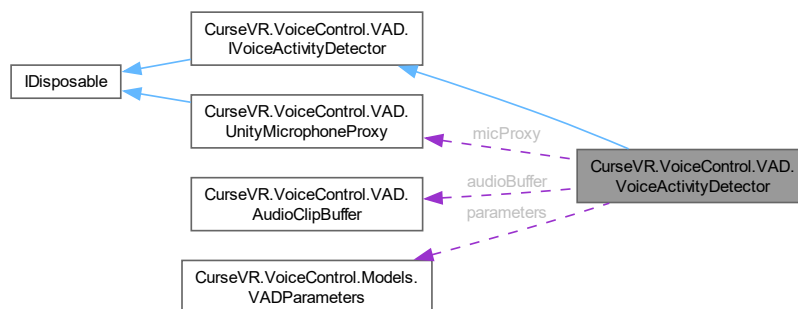 CurseVR.VoiceControl.VAD.
IVoiceActivityDetector
IDisposable
CurseVR.VoiceControl.VAD.
UnityMicrophoneProxy
micProxy
CurseVR.VoiceControl.VAD.
VoiceActivityDetector
audioBuffer
CurseVR.VoiceControl.VAD.
AudioClipBuffer
parameters
CurseVR.VoiceControl.Models.
VADParameters